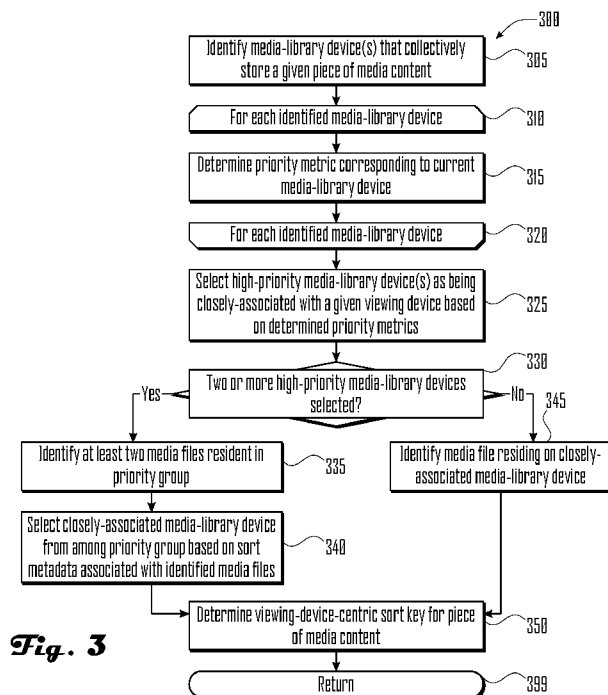 300
Identify media-library device(s) that collectively
store a given piece of media content
305
For each identified media-library device
310
Determine priority metric corresponding to current
media-library device
315
For each identified media-library device
320
Select high-priority media-library device(s) as being
closely-associated with a given viewing device based
on determined priority metrics
325
330
Two or more high-priority media-library devices
selected?
Yes
No
345
Identify at least two media files resident in
priority group
335
Identify media file residing on closely-
associated media-library device
Select closely-associated media-library device
from among priority group based on sort
metadata associated with identified media files
340
Determine viewing-device-centric sort key for piece
of media content
350
Fig. 3
Return
399